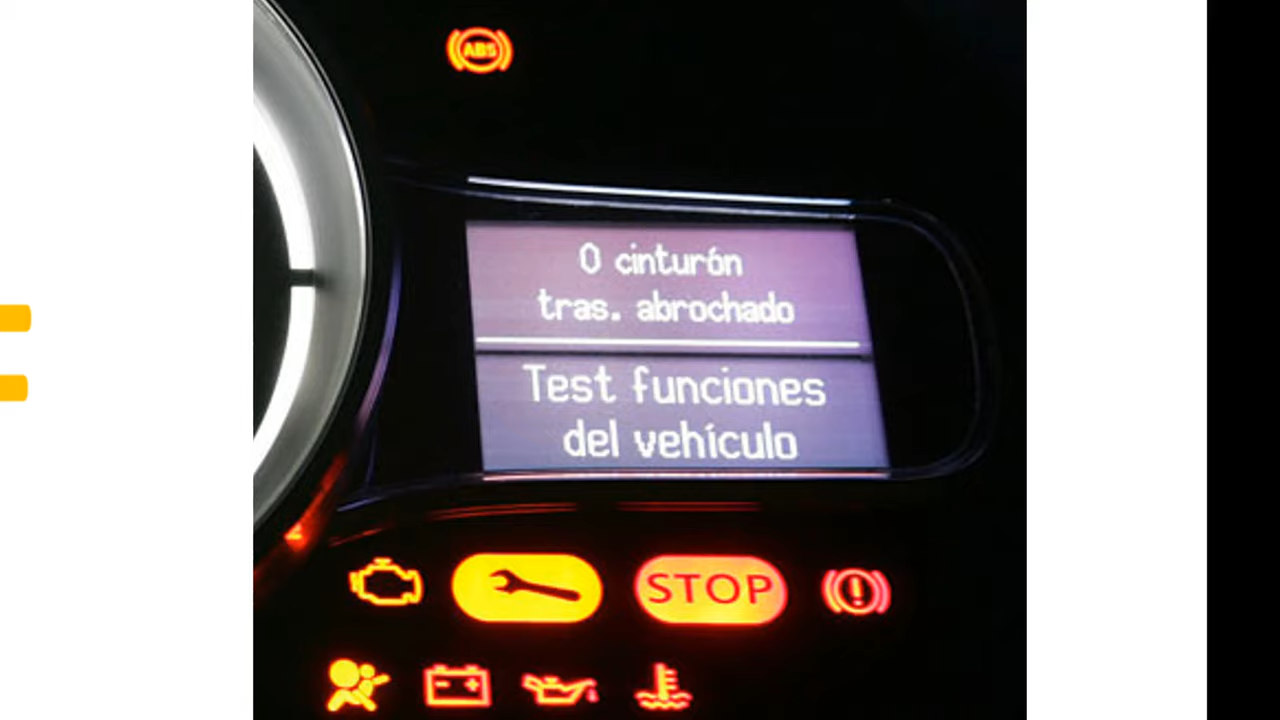 ABS
0 cinturón
tras. abrochado
Test funciones
del vehículo
STOP